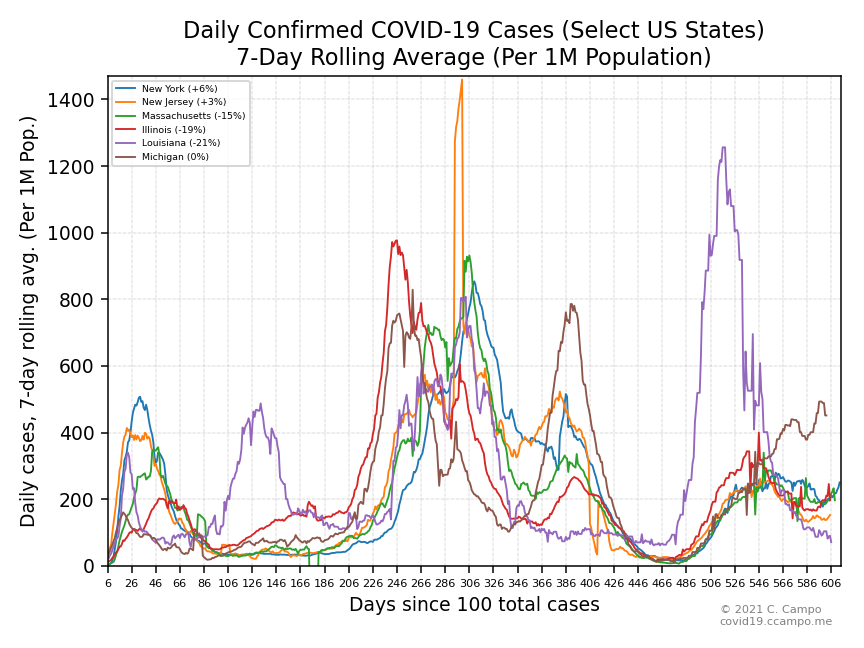 Daily Confirmed COVID-19 Cases (Select US States)
7-Day Rolling Average (Per 1M Population)
Daily cases, 7-day rolling avg. (Per 1M Pop.)
1400
1200
1000
800
600
400
200
0
New York (+6%)
New Jersey (+3%)
Massachusetts (-15%)
Illinois (-19%)
Louisiana (-21%)
Michigan (0%)
6 26 46 66 86 106 126 146 166 186 206 226 246 266 286 306 326 346 366 386 406 426 446 466 486 506 526 546 566 586 606
Days since 100 total cases
© 2021 C. Campo
covid19.ccampo.me